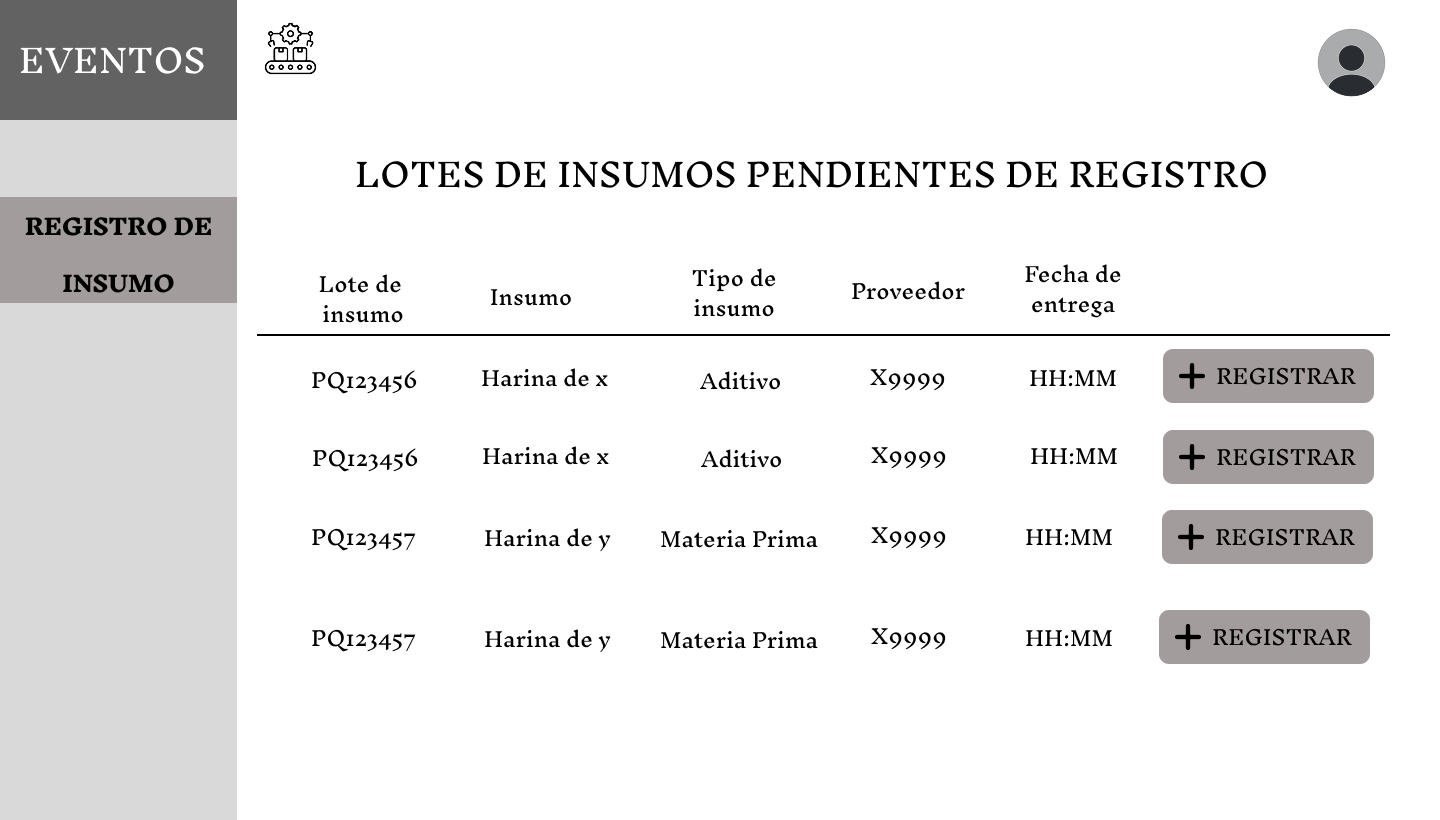 EVENTOS
REGISTRO DE
INSUMO
LOTES DE INSUMOS PENDIENTES DE REGISTRO
Lote de insumo Insumo Tipo de insumo Proveedor Fecha de entrega
PQ123456 Harina de x Aditivo X9999 HH:MM REGISTRAR
PQ123456 Harina de x Aditivo X9999 HH:MM REGISTRAR
PQ123457 Harina de y Materia Prima X9999 HH:MM REGISTRAR
PQ123457 Harina de y Materia Prima X9999 HH:MM REGISTRAR